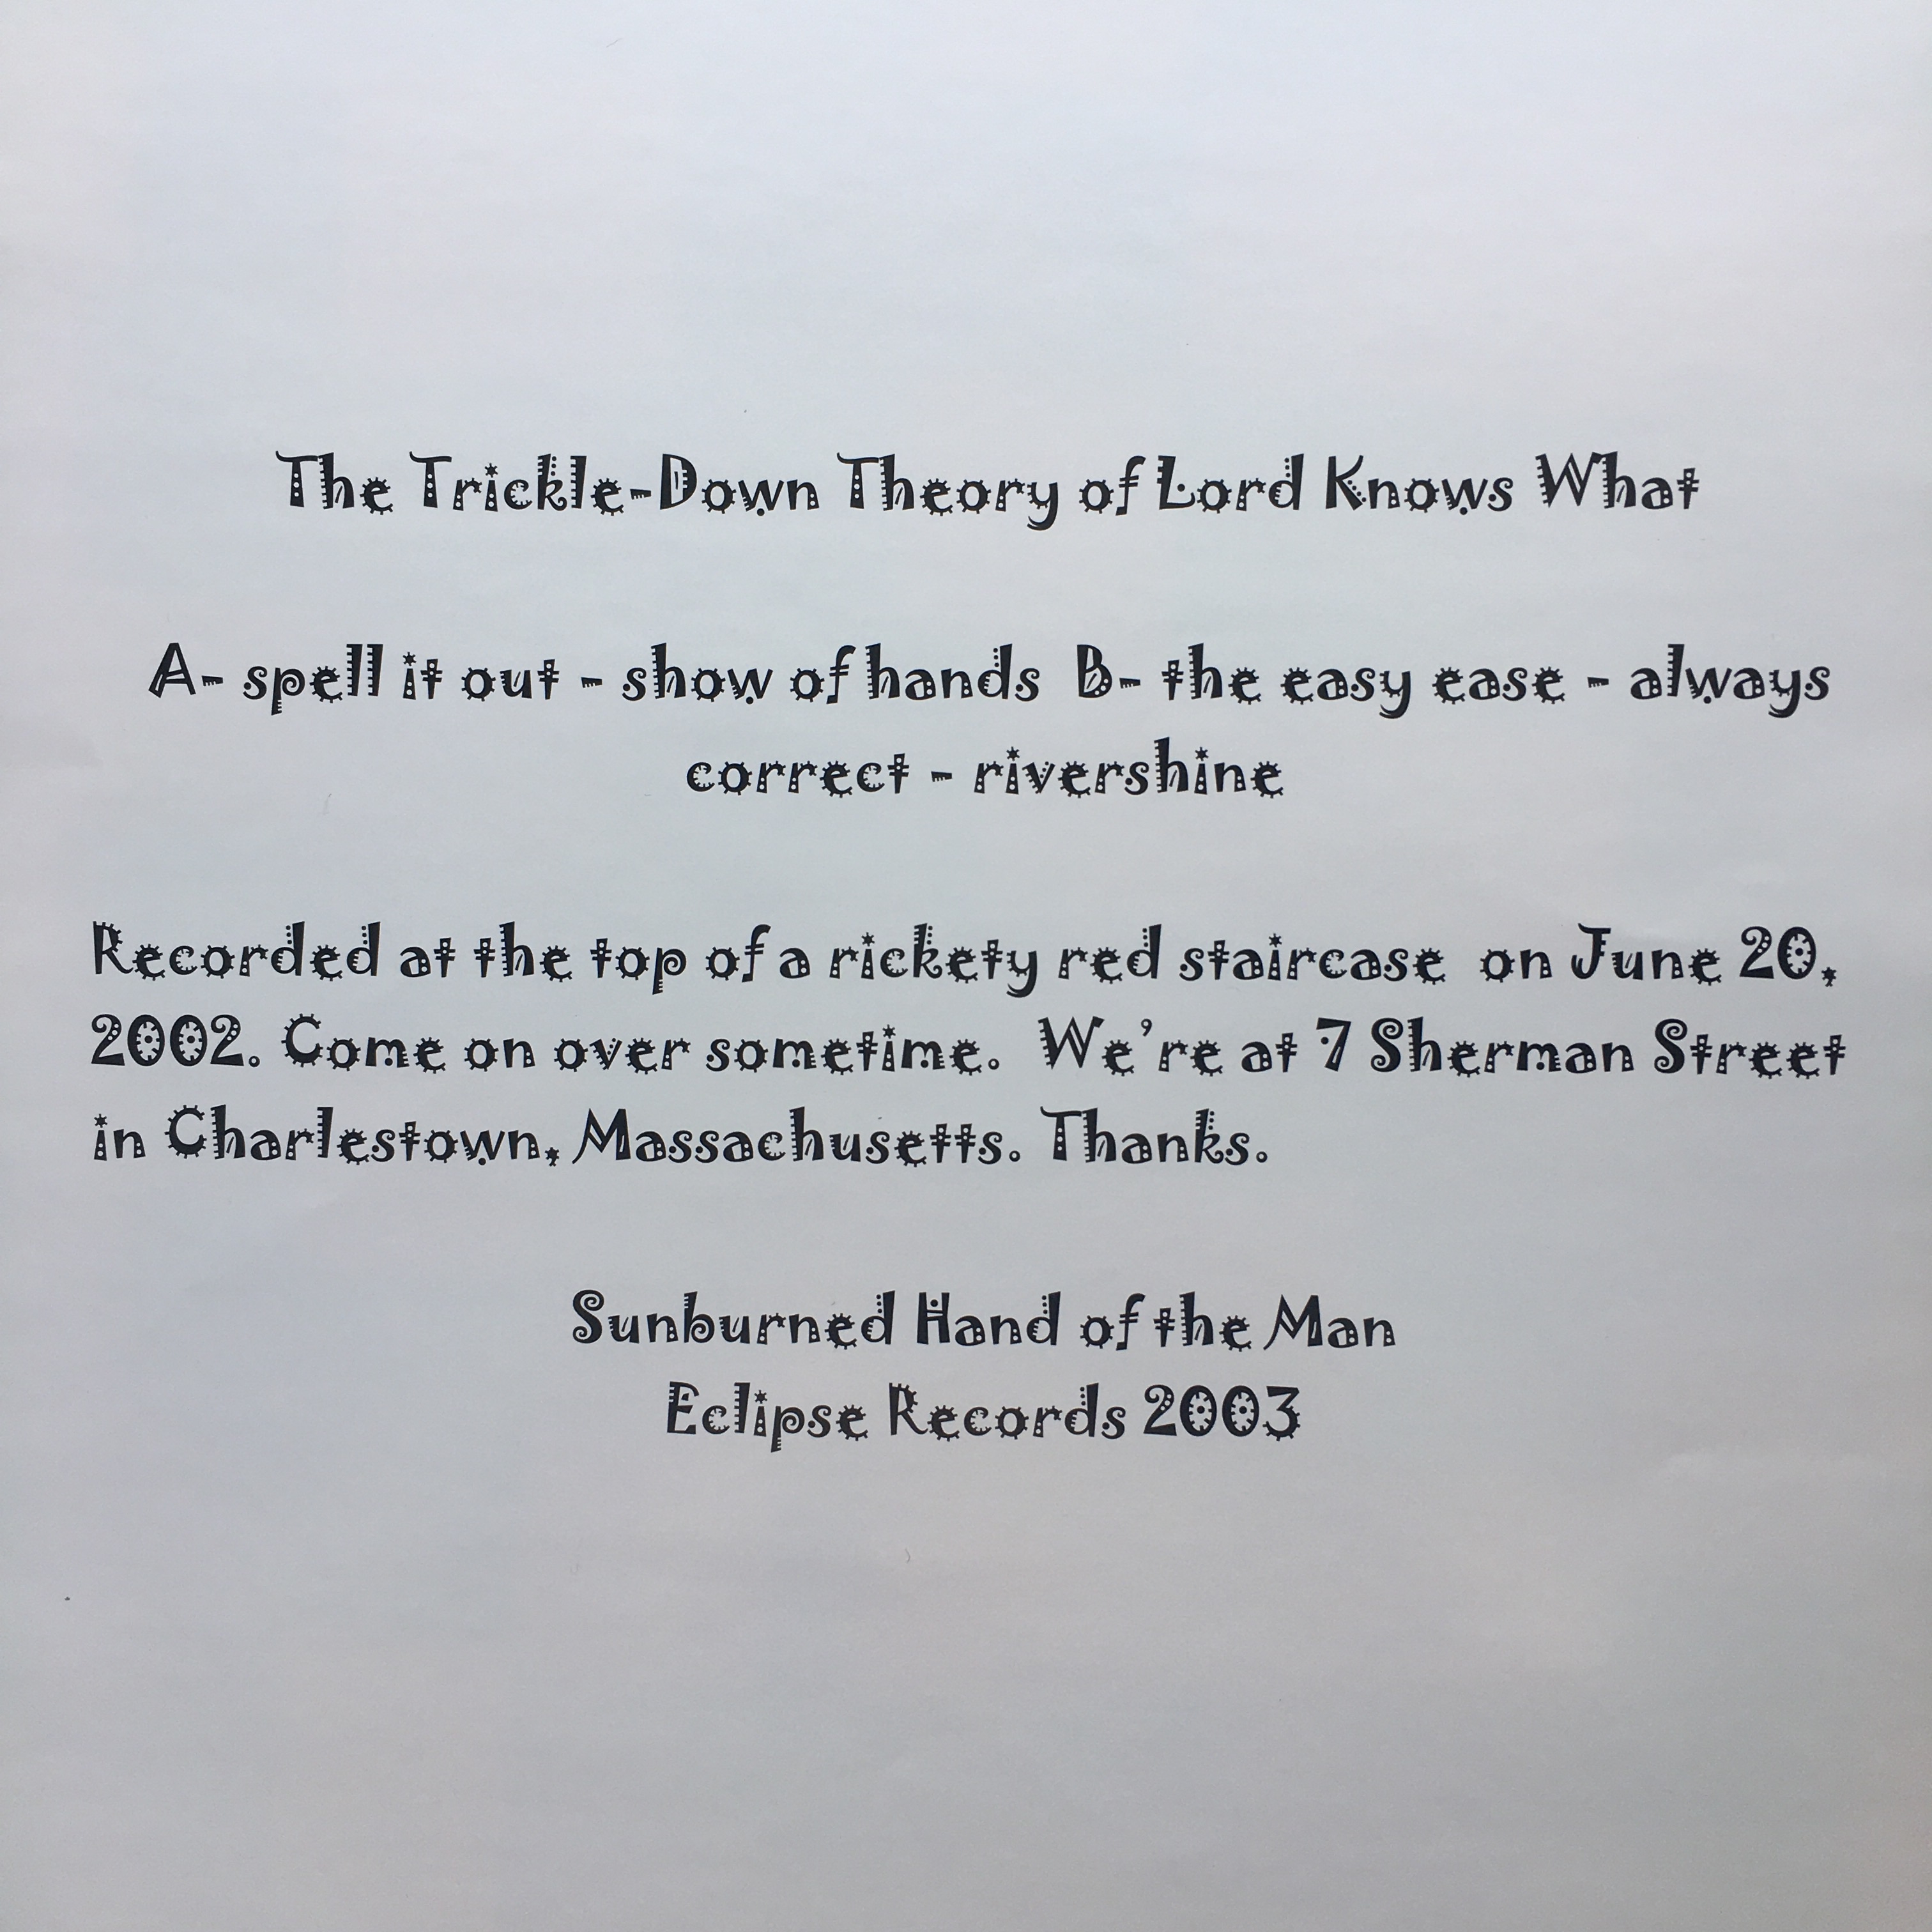 The Trickle-Down Theory of Lord Knows What
A- spell it out - show of hands B- the easy ease - always
correct - rivershine
Recorded at the top of a rickety red staircase on June 20,
2002. Come on over sometime. We're at 7 Sherman Street
in Charlestown, Massachusetts. Thanks.
Sunburned Hand of the Man
Eclipse Records 2003